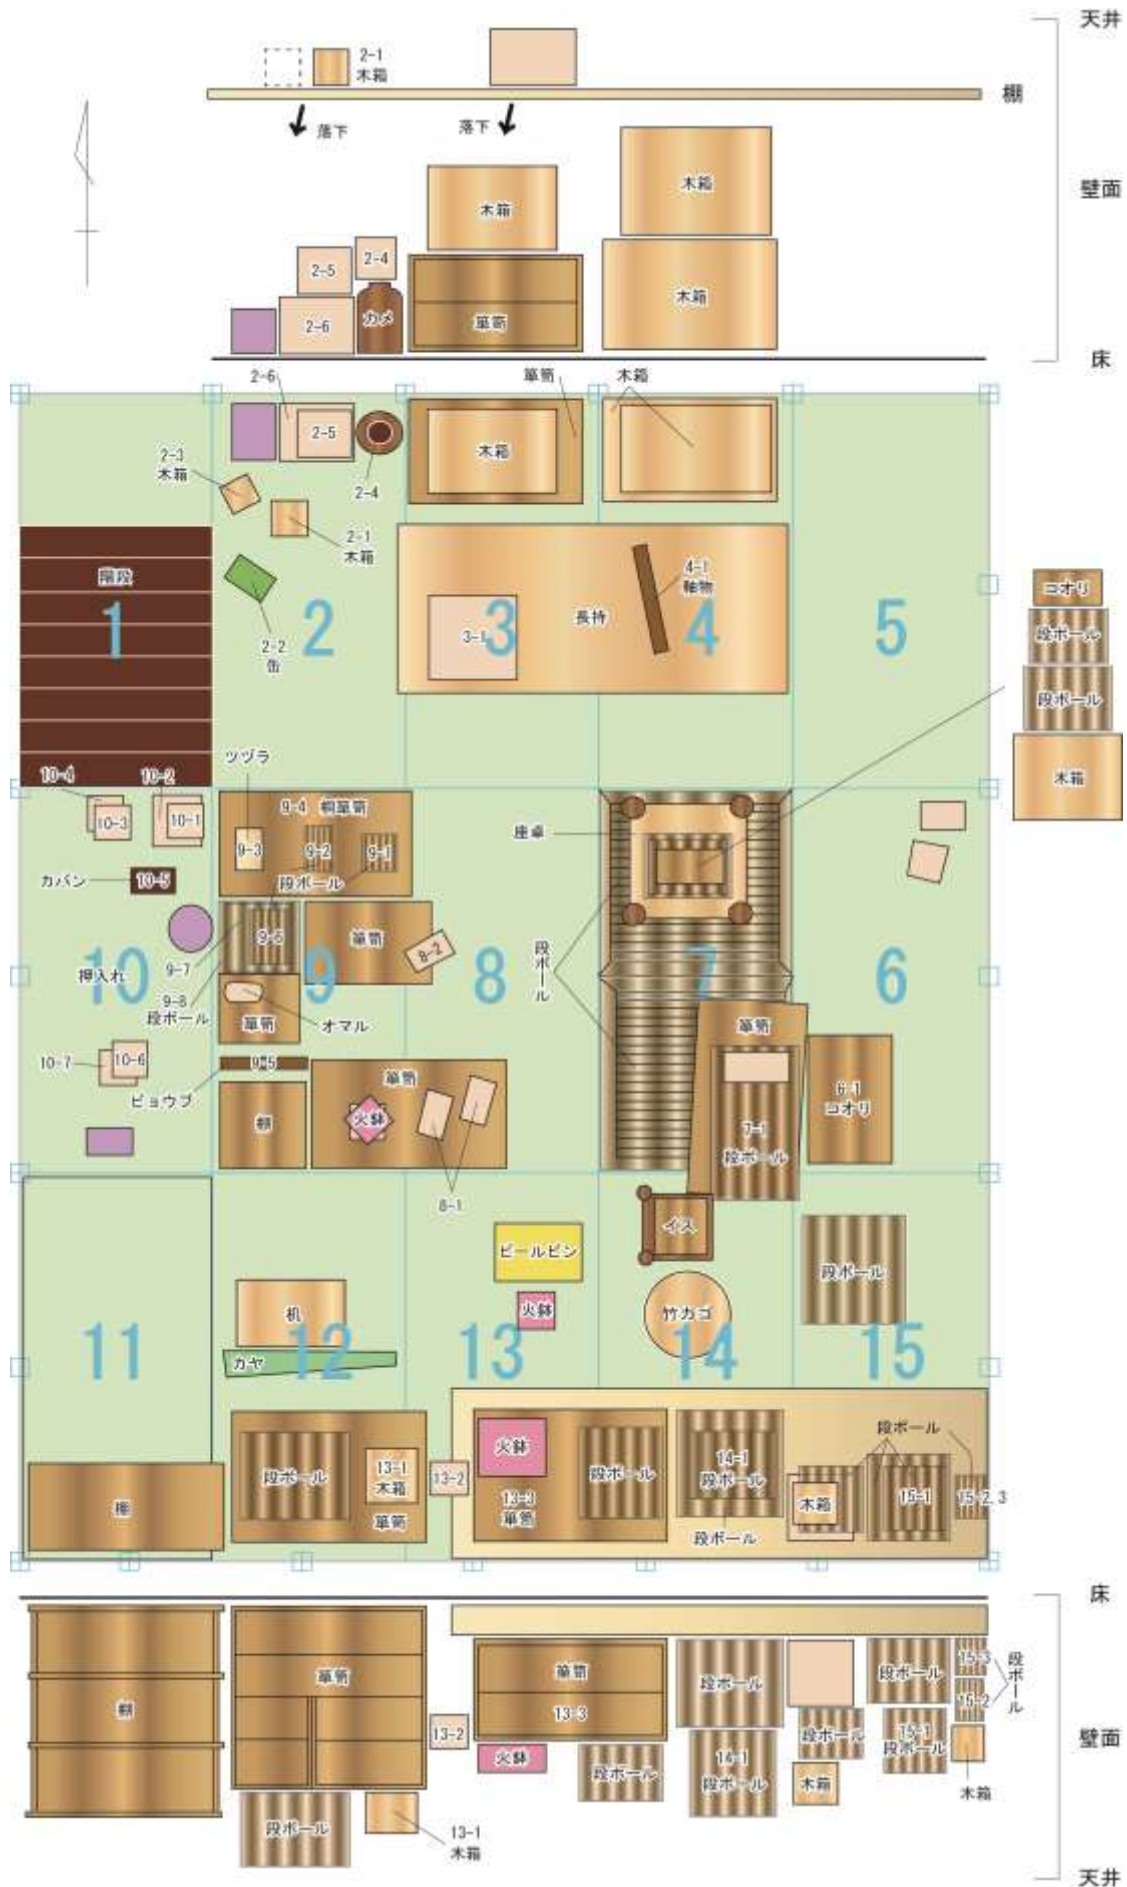 天井
2-1
木箱
棚
落下
落下
壁面
木箱
木箱
2-5
2-4
2-6
カメ
箪笥
木箱
床
2-6
箪笥
木箱
2-5
木箱
2-3
木箱
2-4
2-1
木箱
階段
4-1
軸物
コオリ
段ボール
1
2
3-1
3
長持
4
5
2-2
缶
段ボール
木箱
ツヅラ
10-4
10-2
9-4 桐箪笥
10-3
10-1
座卓
9-3
9-2
9-1
カバン
10-5
段ボール
9-6
箪笥
8-2
段ボール
押入れ
10
9-7
9
8
7
6
9-8
段ボール
箪笥
オマル
箪笥
10-7
10-6
9-5
箪笥
6-1
コオリ
ビョウブ
棚
火鉢
7-1
段ボール
8-1
イス
ビールビン
段ボール
火鉢
竹カゴ
机
11
12
13
14
15
カヤ
段ボール
火鉢
14-1
段ボール
段ボール
13-1
木箱
13-2
段ボール
棚
箪笥
13-3
箪笥
木箱
15-1
15-2,3
段ボール
床
箪笥
箪笥
段ボール
段ボール
15-3
段ボール
棚
13-3
15-2
13-2
火鉢
段ボール
段ボール
15-1
段ボール
壁面
14-1
段ボール
木箱
木箱
段ボール
13-1
木箱
天井